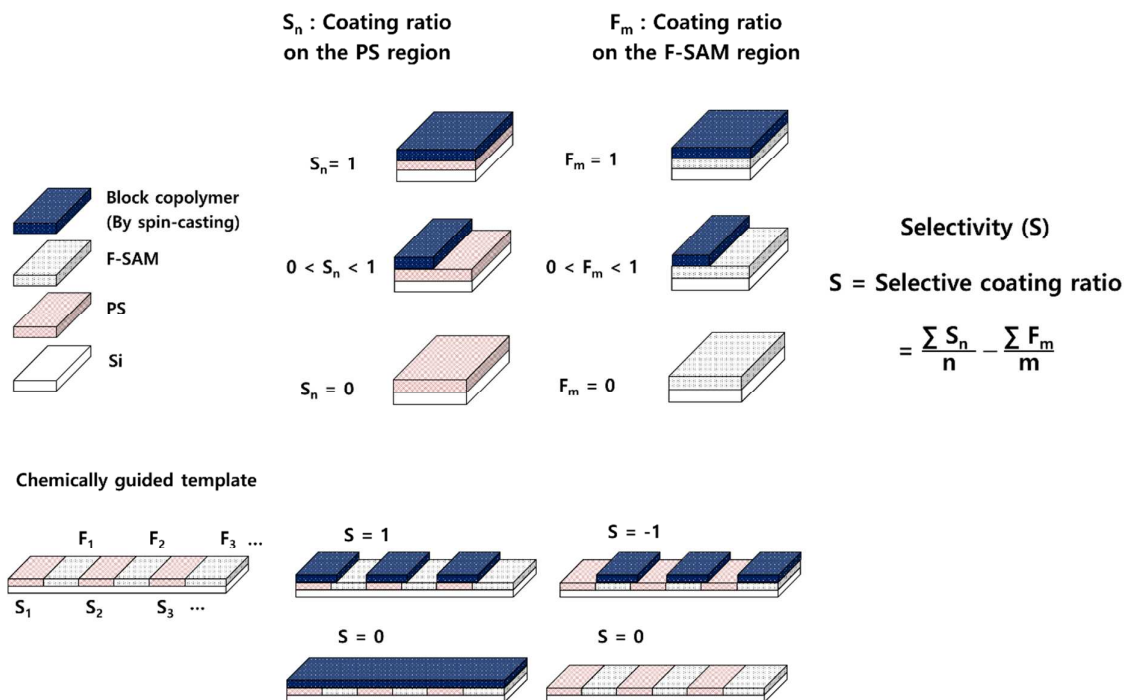 Sn : Coating ratio
on the PS region
Fm : Coating ratio
on the F-SAM region
Sn= 1
Fm = 1
Block copolymer
(By spin-casting)
F-SAM
PS
Si
0 < Sn < 1
0 < Fm < 1
Sn = 0
Fm = 0
Selectivity (S)
S = Selective coating ratio
= ∑ Sn / n − ∑ Fm / m
Chemically guided template
F1 F2 F3 ...
S1 S2 S3 ...
S = 1
S = -1
S = 0
S = 0